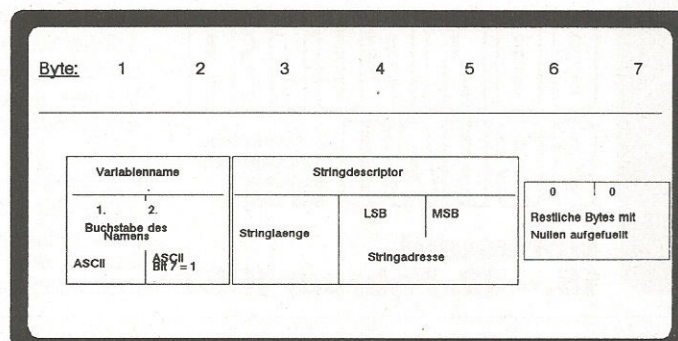 Byte: 1 2 3 4 5 6 7
Variablenname
1. 2.
Buchstabe des
Namens
ASCII
ASCII
Bit 7 = 1
Stringdescriptor
Stringlaenge
LSB MSB
Stringadresse
0 0
Restliche Bytes mit
Nullen aufgefuellt